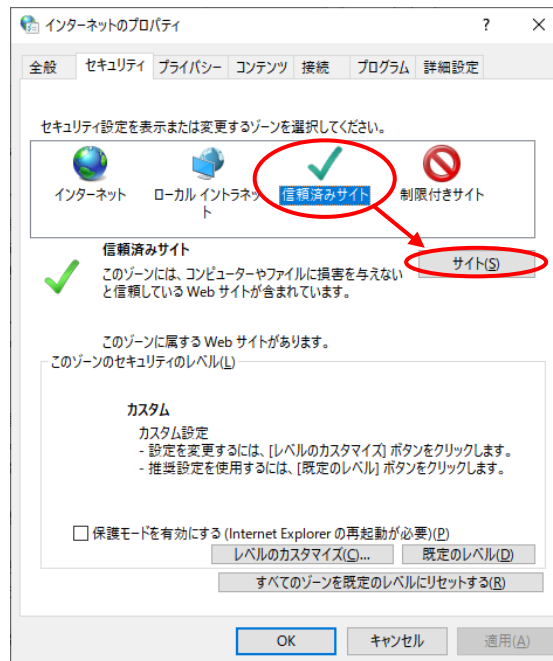 インターネットのプロパティ ? ×
全般 セキュリティ プライバシー コンテンツ 接続 プログラム 詳細設定
セキュリティ設定を表示または変更するゾーンを選択してください。
インターネット ローカル イントラネッ 信頼済みサイト 制限付きサイト
ト
信頼済みサイト
サイト(S)
このゾーンには、コンピューターやファイルに損害を与えない
と信頼している Web サイトが含まれています。
このゾーンに属する Web サイトがあります。
このゾーンのセキュリティのレベル(L)
カスタム
カスタム設定
- 設定を変更するには、[レベルのカスタマイズ] ボタンをクリックします。
- 推奨設定を使用するには、[既定のレベル] ボタンをクリックします。
保護モードを有効にする (Internet Explorer の再起動が必要)(P)
レベルのカスタマイズ(C)... 既定のレベル(D)
すべてのゾーンを既定のレベルにリセットする(R)
OK キャンセル 適用(A)